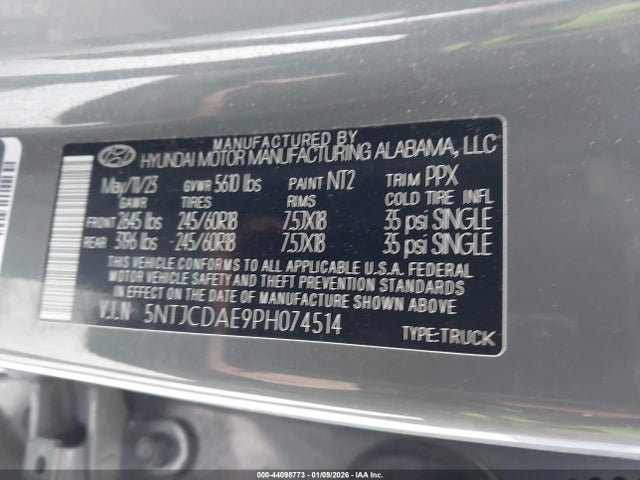 MANUFACTURED BY
HYUNDAI MOTOR MANUFACTURING ALABAMA, LLC
May/11/23 GVWR 5610 lbs PAINT NT2 TRIM PPX
GAWR TIRES RIMS COLD TIRE INFL
FRONT 2645 lbs 245/60R18 7.5JX18 35 psi SINGLE
REAR 3196 lbs 245/60R18 7.5JX18 35 psi SINGLE
THIS VEHICLE CONFORMS TO ALL APPLICABLE U.S.A. FEDERAL
MOTOR VEHICLE SAFETY AND THEFT PREVENTION STANDARDS
IN EFFECT ON THE DATE OF MANUFACTURE SHOWN ABOVE.
V.I.N 5NTJCDAE9PH074514 TYPE:TRUCK
000-44098773 - 01/09/2026 - IAA Inc.